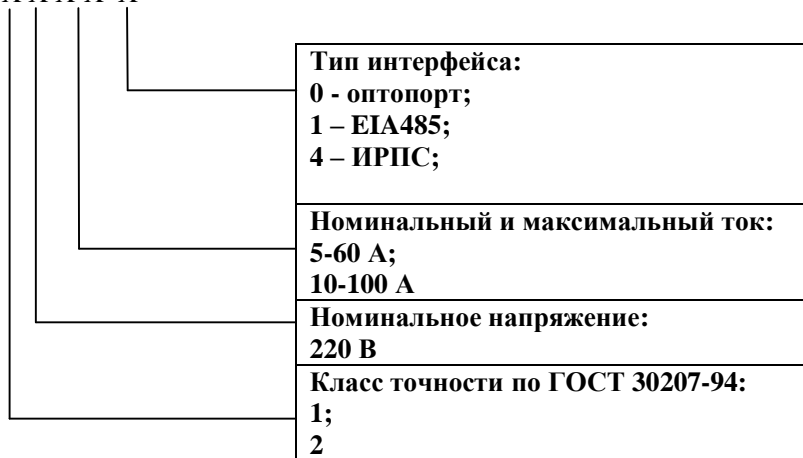 Тип интерфейса:
0 - оптопорт;
1 – EIA485;
4 – ИРПС;
Номинальный и максимальный ток:
5-60 А;
10-100 А
Номинальное напряжение:
220 В
Класс точности по ГОСТ 30207-94:
1;
2